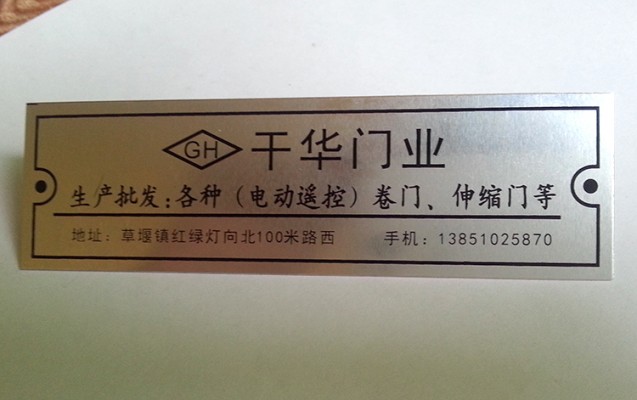 GH 干华门业
生产批发:各种(电动遥控)卷门、伸缩门等
地址:草堰镇红绿灯向北100米路西 手机:13851025870